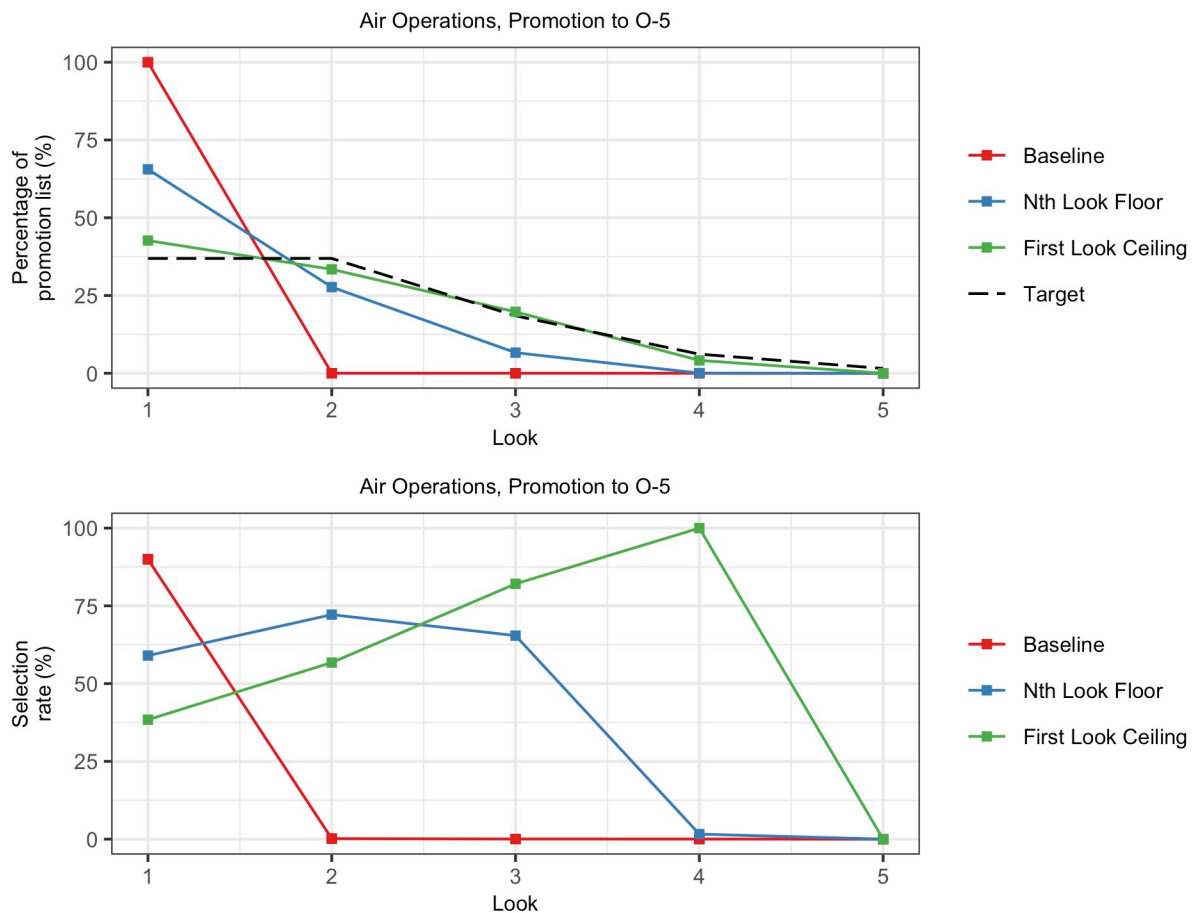 Air Operations, Promotion to O-5
Percentage of
promotion list (%)
100
75
50
25
0
1 2 3 4 5
Look
Baseline
Nth Look Floor
First Look Ceiling
Target
Air Operations, Promotion to O-5
Selection
rate (%)
100
75
50
25
0
1 2 3 4 5
Look
Baseline
Nth Look Floor
First Look Ceiling